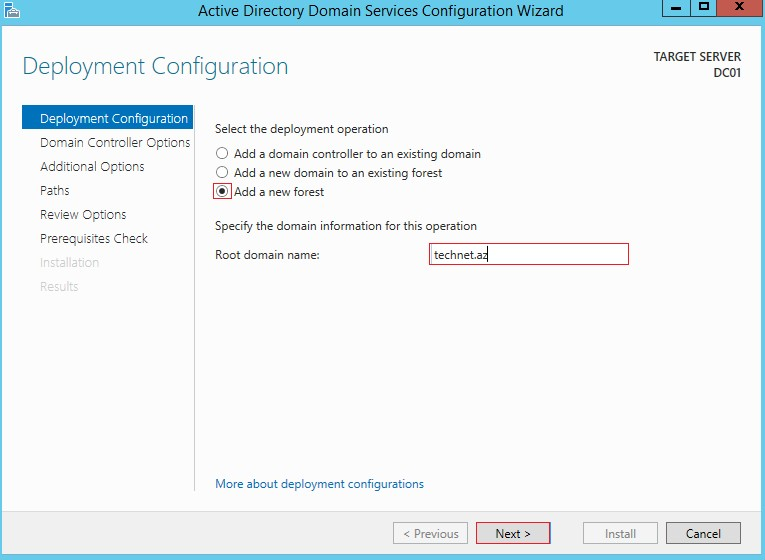 Active Directory Domain Services Configuration Wizard
Deployment Configuration
TARGET SERVER
DC01
Deployment Configuration
Domain Controller Options
Additional Options
Paths
Review Options
Prerequisites Check
Installation
Results
Select the deployment operation
Add a domain controller to an existing domain
Add a new domain to an existing forest
Add a new forest
Specify the domain information for this operation
Root domain name:
technet.az
More about deployment configurations
< Previous
Next >
Install
Cancel